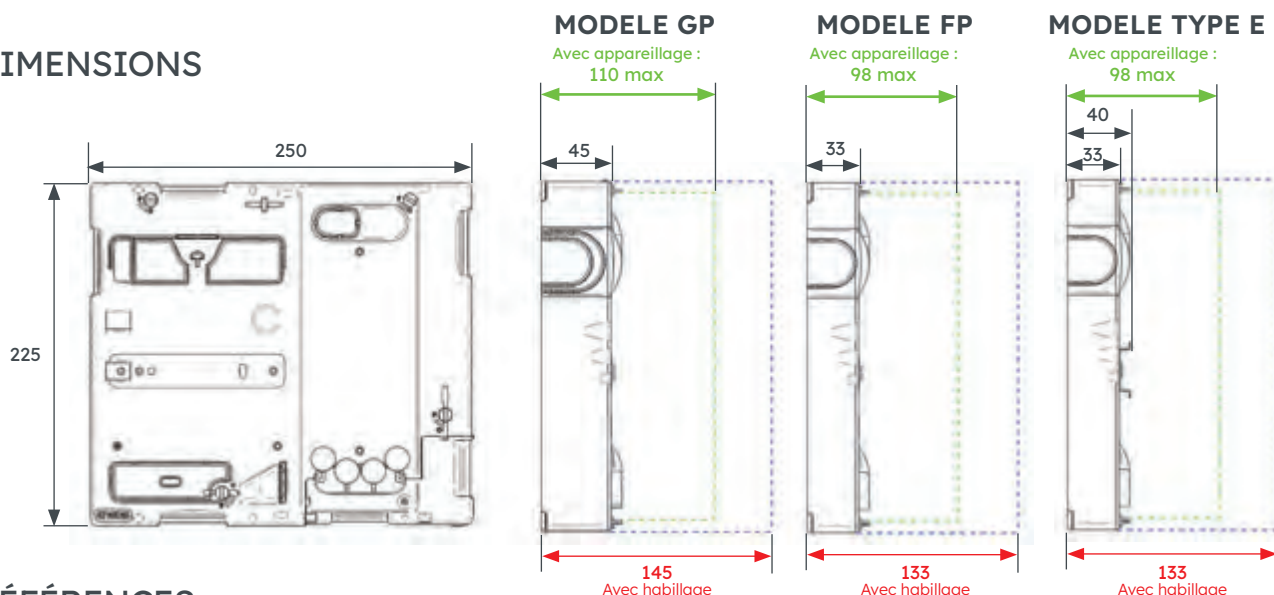 IMENSIONS
MODELE GP
Avec appareillage :
110 max
MODELE FP
Avec appareillage :
98 max
MODELE TYPE E
Avec appareillage :
98 max
250
225
45
33
40
33
145
Avec habillage
133
Avec habillage
133
Avec habillage
ÉFÉRENCES